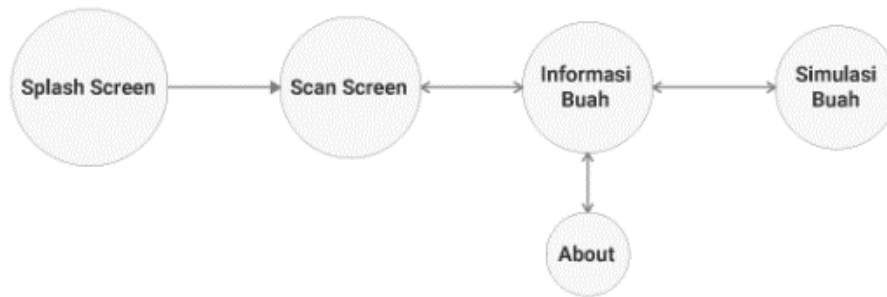 Splash Screen
Scan Screen
Informasi
Buah
Simulasi
Buah
About